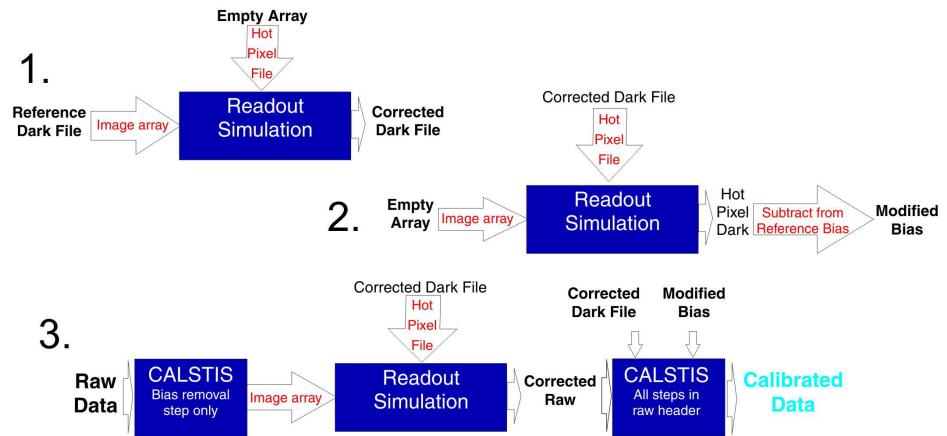 1.
Empty Array
Hot
Pixel
File
Reference
Dark File
Image array
Readout
Simulation
Corrected
Dark File
2.
Corrected Dark File
Hot
Pixel
File
Empty
Array
Image array
Readout
Simulation
Hot
Pixel
Dark
Subtract from
Reference Bias
Modified
Bias
3.
Raw
Data
CALSTIS
Bias removal
step only
Image array
Corrected Dark File
Hot
Pixel
File
Readout
Simulation
Corrected
Raw
Corrected
Dark File
Modified
Bias
CALSTIS
All steps in
raw header
Calibrated
Data